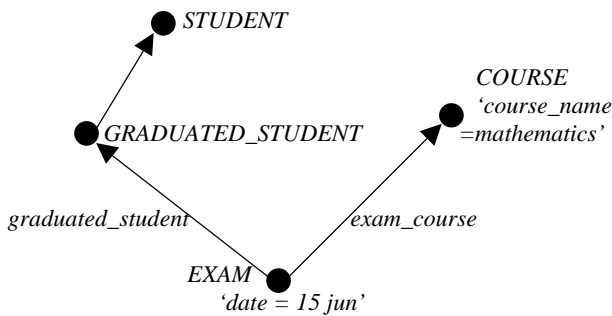 STUDENT
COURSE
‘course_name
=mathematics’
GRADUATED_STUDENT
graduated_student
exam_course
EXAM
‘date = 15 jun’